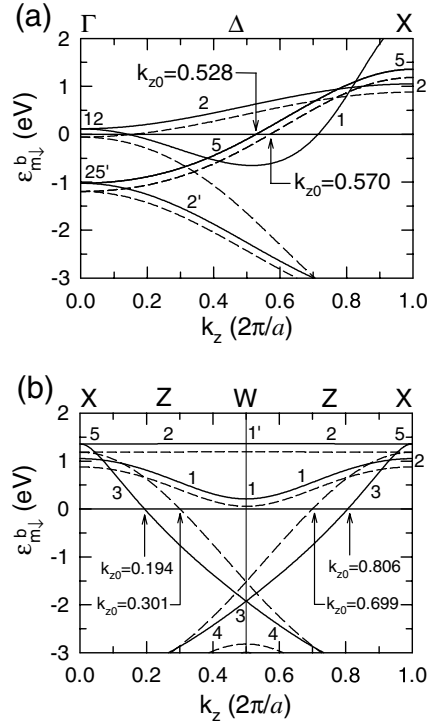 (a) Γ Δ X
2
1
0
-1
-2
-3
ε^b_m↓ (eV)
k_z0=0.528
12
2
5
2
1
5
k_z0=0.570
25'
2'
0.0 0.2 0.4 0.6 0.8 1.0
k_z (2π/a)
(b) X Z W Z X
2
1
0
-1
-2
-3
ε^b_m↓ (eV)
5 2 1' 2 5
1 1 1 2
3 3
k_z0=0.194
k_z0=0.806
k_z0=0.301
k_z0=0.699
3
4 4
0.0 0.2 0.4 0.6 0.8 1.0
k_z (2π/a)